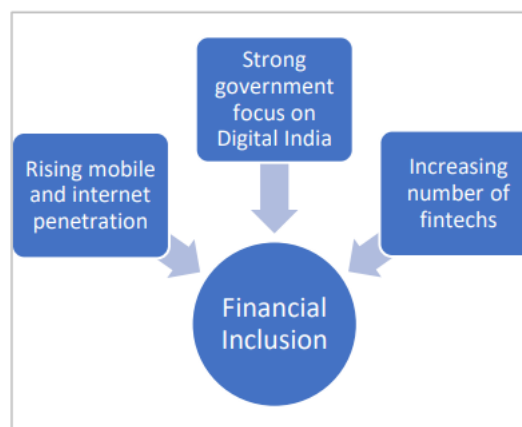 Strong
government
focus on
Digital India
Rising mobile
and internet
penetration
Increasing
number of
fintechs
Financial
Inclusion